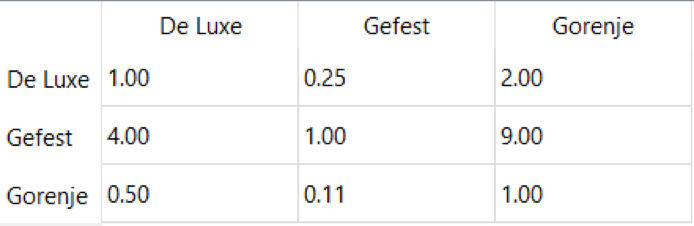 De Luxe Gefest Gorenje
De Luxe 1.00 0.25 2.00
Gefest 4.00 1.00 9.00
Gorenje 0.50 0.11 1.00